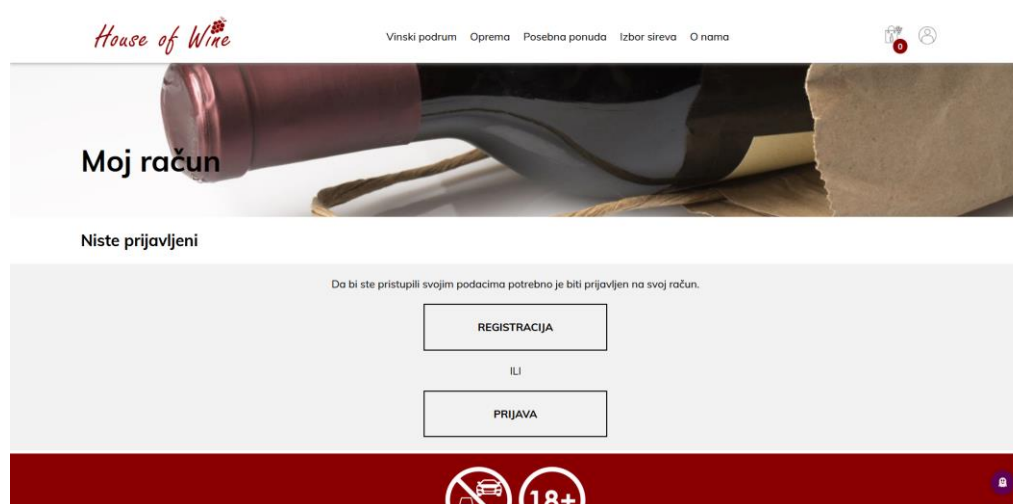 House of Wine
Vinski podrum Oprema Posebna ponuda Izbor sireva O nama
0
Moj račun
Niste prijavljeni
Da bi ste pristupili svojim podacima potrebno je biti prijavljen na svoj račun.
REGISTRACIJA
ILI
PRIJAVA
18+